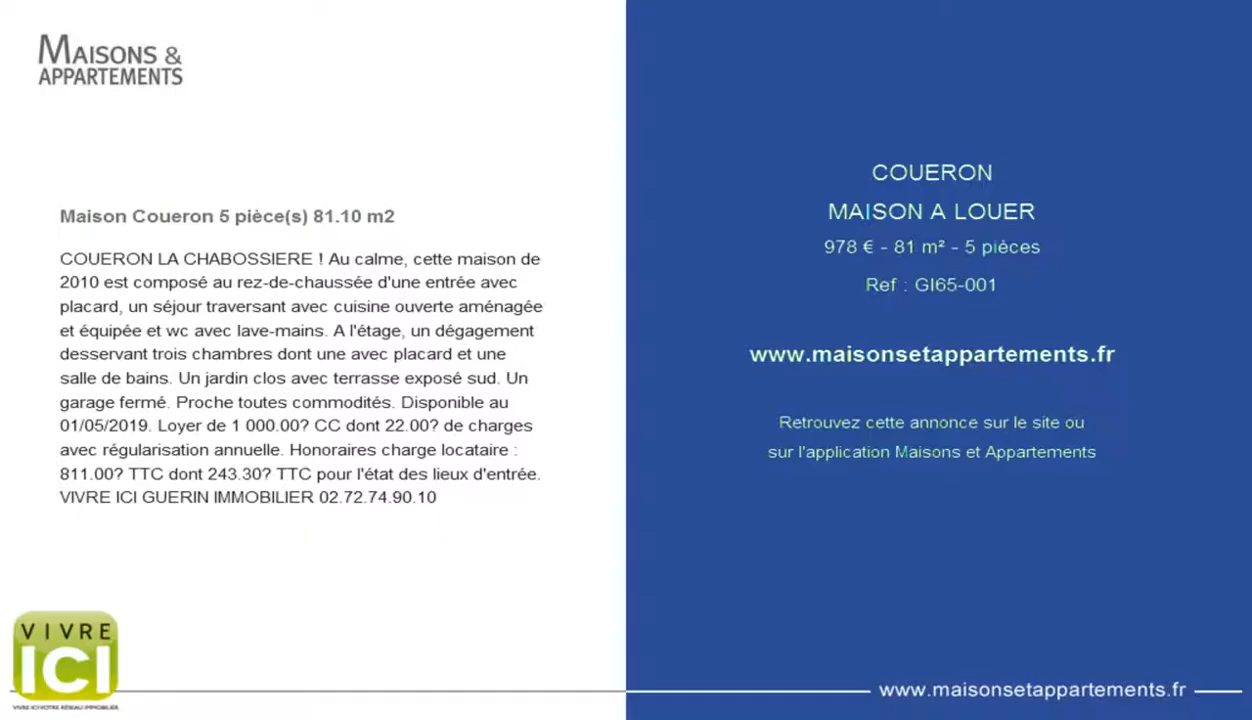 MAISONS &
APPARTEMENTS
Maison Coueron 5 pièce(s) 81.10 m2
COUERON LA CHABOSSIERE ! Au calme, cette maison de
2010 est composé au rez-de-chaussée d'une entrée avec
placard, un séjour traversant avec cuisine ouverte aménagée
et équipée et wc avec lave-mains. A l'étage, un dégagement
desservant trois chambres dont une avec placard et une
salle de bains. Un jardin clos avec terrasse exposé sud. Un
garage fermé. Proche toutes commodités. Disponible au
01/05/2019. Loyer de 1 000.00? CC dont 22.00? de charges
avec régularisation annuelle. Honoraires charge locataire :
811.00? TTC dont 243.30? TTC pour l'état des lieux d'entrée.
VIVRE ICI GUERIN IMMOBILIER 02.72.74.90.10
VIVRE
ICI
VIVRE ICI VOTRE RÉSEAU IMMOBILIER
COUERON
MAISON A LOUER
978 € - 81 m² - 5 pièces
Ref : GI65-001
www.maisonsetappartements.fr
Retrouvez cette annonce sur le site ou
sur l'application Maisons et Appartements
www.maisonsetappartements.fr